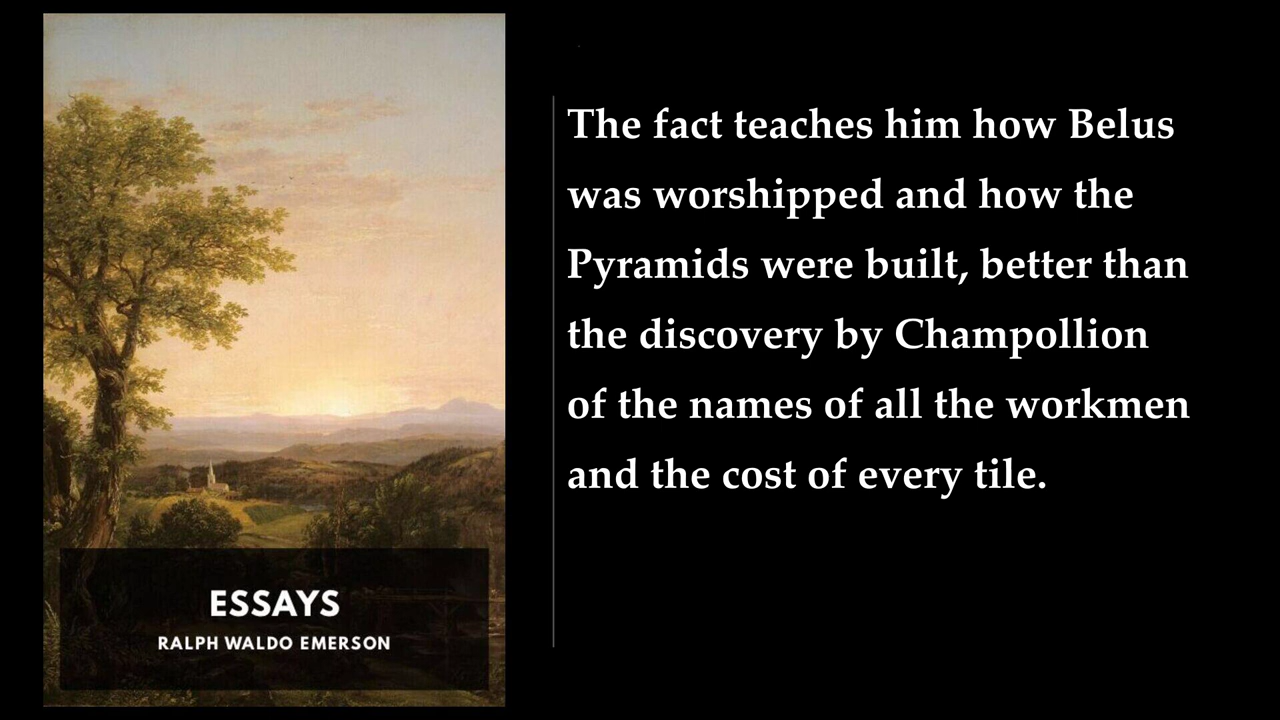 The fact teaches him how Belus
was worshipped and how the
Pyramids were built, better than
the discovery by Champollion
of the names of all the workmen
and the cost of every tile.
ESSAYS
RALPH WALDO EMERSON